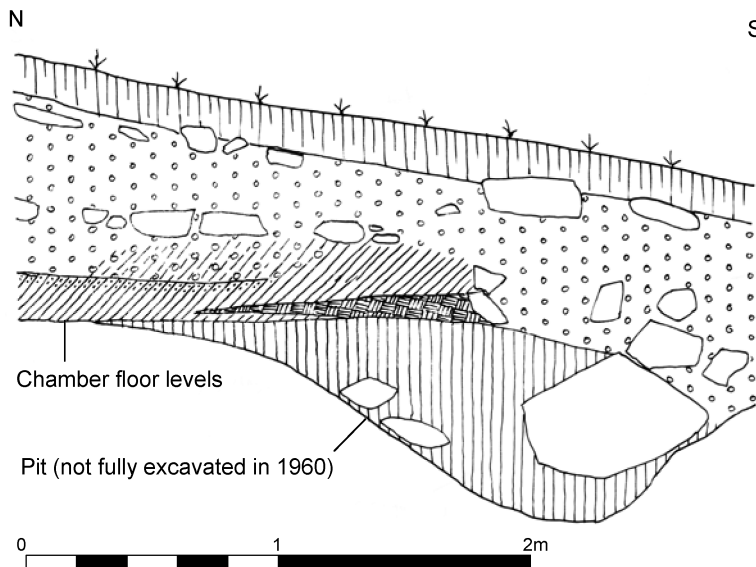 N
S
Chamber floor levels
Pit (not fully excavated in 1960)
0 1 2m